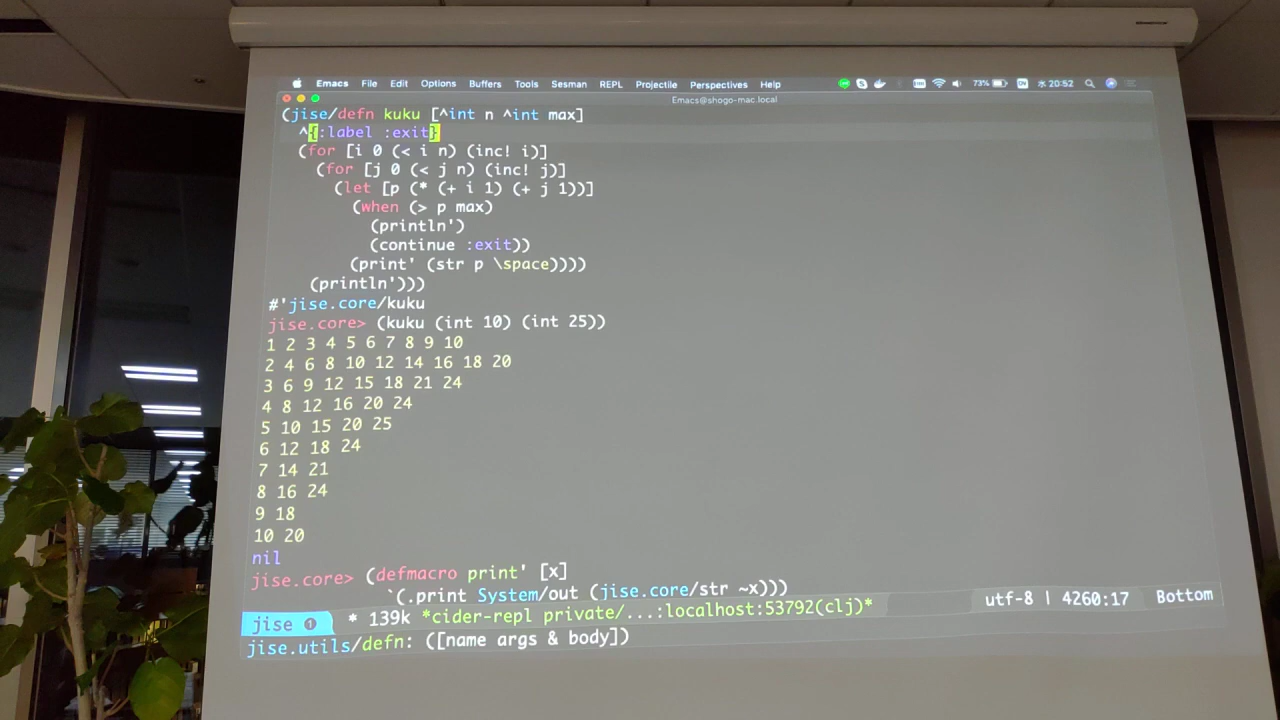 Emacs File Edit Options Buffers Tools Sesman REPL Projectile Perspectives Help 73% 20:52
Emacs@shogo-mac.local
(jise/defn kuku [^int n ^int max]
^{:label :exit}
(for [i 0 (< i n) (inc! i)]
(for [j 0 (< j n) (inc! j)]
(let [p (* (+ i 1) (+ j 1))]
(when (> p max)
(println')
(continue :exit))
(print' (str p \space))))
(println')))
#'jise.core/kuku
jise.core> (kuku (int 10) (int 25))
1 2 3 4 5 6 7 8 9 10
2 4 6 8 10 12 14 16 18 20
3 6 9 12 15 18 21 24
4 8 12 16 20 24
5 10 15 20 25
6 12 18 24
7 14 21
8 16 24
9 18
10 20
nil
jise.core> (defmacro print' [x]
`(.print System/out (jise.core/str ~x)))
jise 1 * 139k *cider-repl private/...:localhost:53792(clj)* utf-8 | 4260:17 Bottom
jise.utils/defn: ([name args & body])